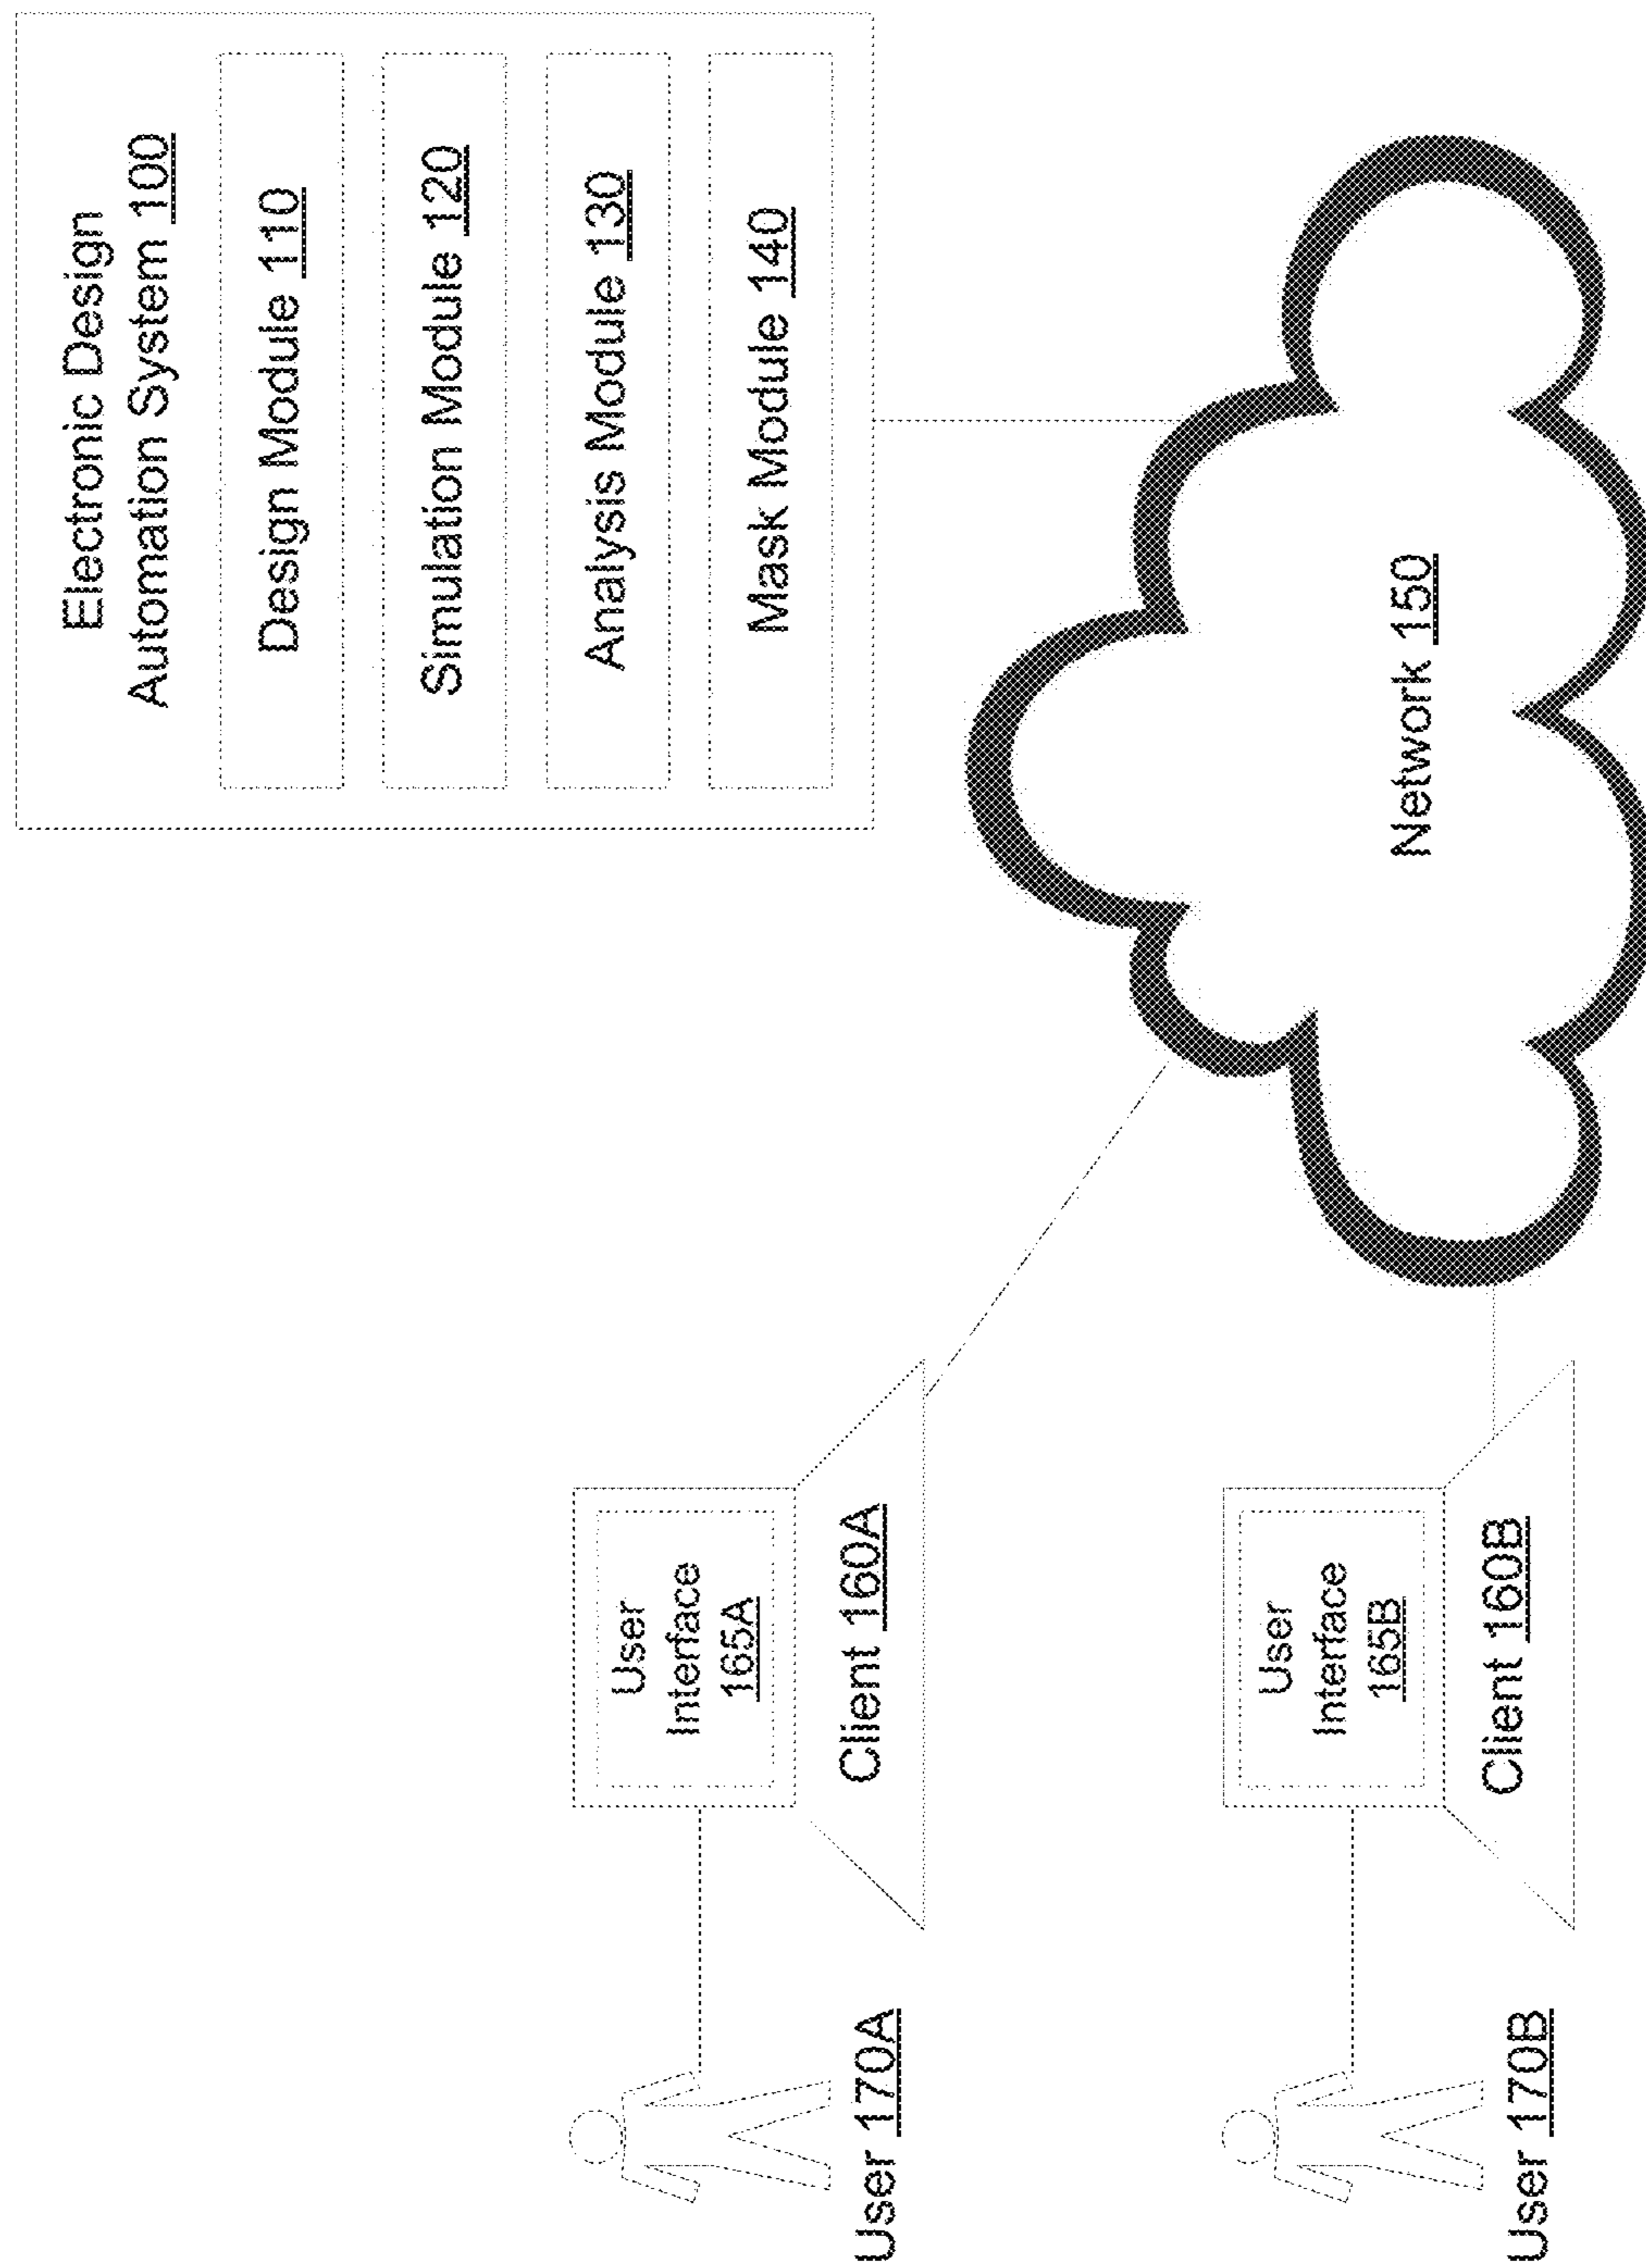 Electronic Design
Automation System 100
Design Module 110
Simulation Module 120
Analysis Module 130
Mask Module 140
Network 150
User
Interface
165A
Client 160A
User 170A
User
Interface
165B
Client 160B
User 170B